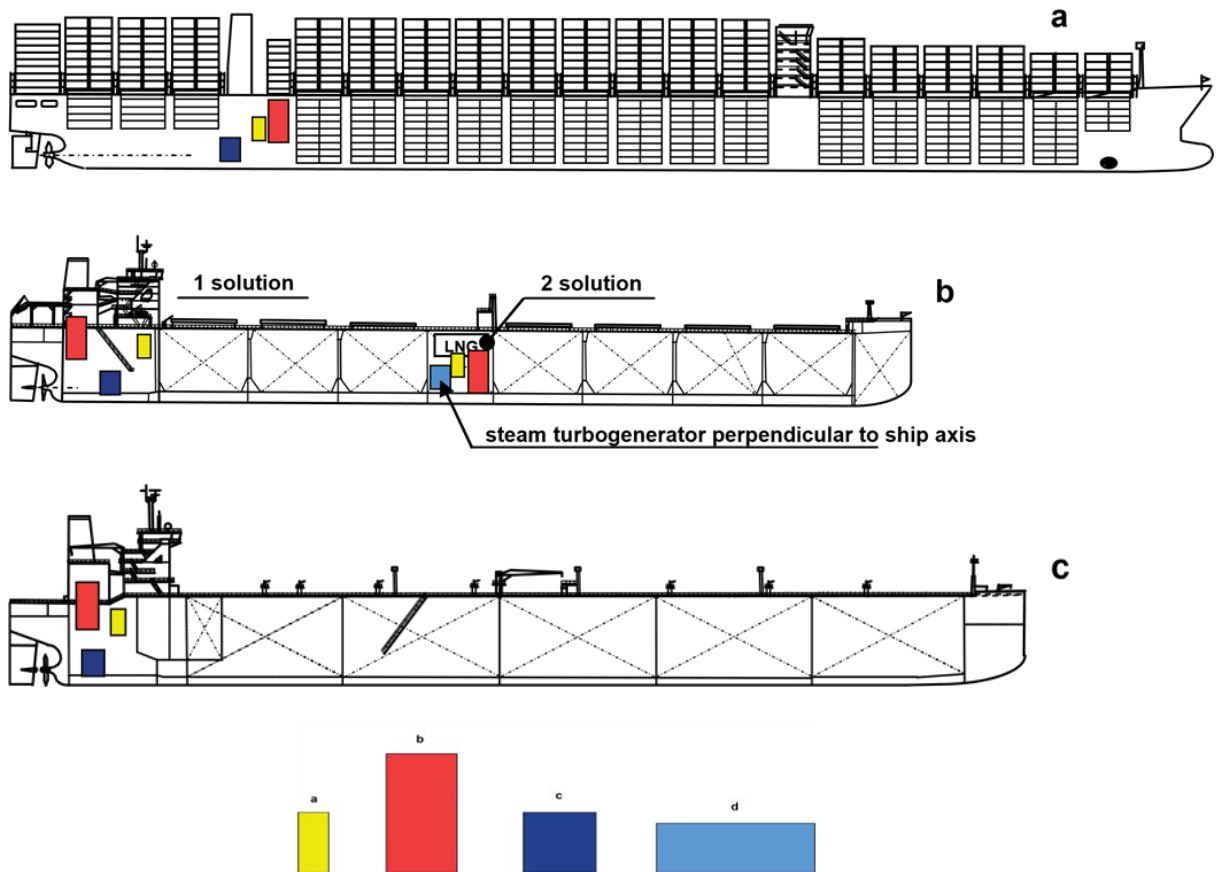 a
1 solution
2 solution
b
LNG
steam turbogenerator perpendicular to ship axis
c
b
a
c
d